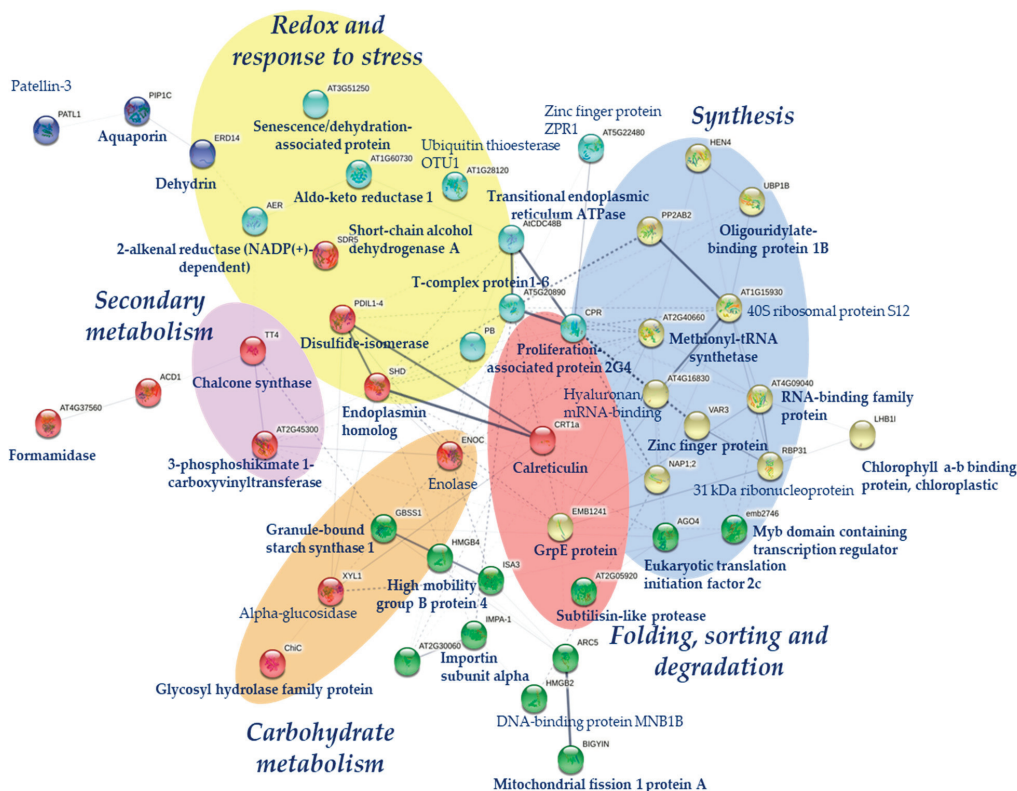 Redox and
response to stress
Patellin-3
PATL1
PIP1C
Aquaporin
ERD14
Dehydrin
AT3G51250
Senescence/dehydration-
associated protein
AT1G60730
Aldo-keto reductase 1
Ubiquitin thioesterase
OTU1
AT1G28120
Zinc finger protein
ZPR1
AT5G22480
Synthesis
HEN4
UBP1B
Oligouridylate-
binding protein 1B
PP2AB2
Transitional endoplasmic
reticulum ATPase
AtCDC48B
AER
2-alkenal reductase (NADP(+)-
dependent)
SDR5
Short-chain alcohol
dehydrogenase A
T-complex protein1-6
AT5G20890
AT1G15930
40S ribosomal protein S12
Secondary
metabolism
PDIL1-4
Disulfide-isomerase
PB
CPR
Proliferation-
associated protein 2G4
AT2G40660
Methionyl-tRNA
synthetase
TT4
Chalcone synthase
SHD
Endoplasmin
homolog
AT4G16830
Hyaluronan
mRNA-binding
AT4G09040
RNA-binding family
protein
ACD1
AT4G37560
Formamidase
VAR3
Zinc finger protein
LHB1I
Chlorophyll a-b binding
protein, chloroplastic
AT2G45300
3-phosphoshikimate 1-
carboxyvinyltransferase
ENOC
Enolase
CRT1a
Calreticulin
NAP1;2
RBP31
31 kDa ribonucleoprotein
GBSS1
Granule-bound
starch synthase 1
EMB1241
GrpE protein
AGO4
Eukaryotic translation
initiation factor 2c
emb2746
Myb domain containing
transcription regulator
HMGB4
High mobility
group B protein 4
ISA3
XYL1
Alpha-glucosidase
AT2G05920
Subtilisin-like protease
Folding, sorting and
degradation
IMPA-1
Importin
subunit alpha
AT2G30060
ARC5
ChiC
Glycosyl hydrolase family protein
HMGB2
DNA-binding protein MNB1B
Carbohydrate
metabolism
BIGYIN
Mitochondrial fission 1 protein A